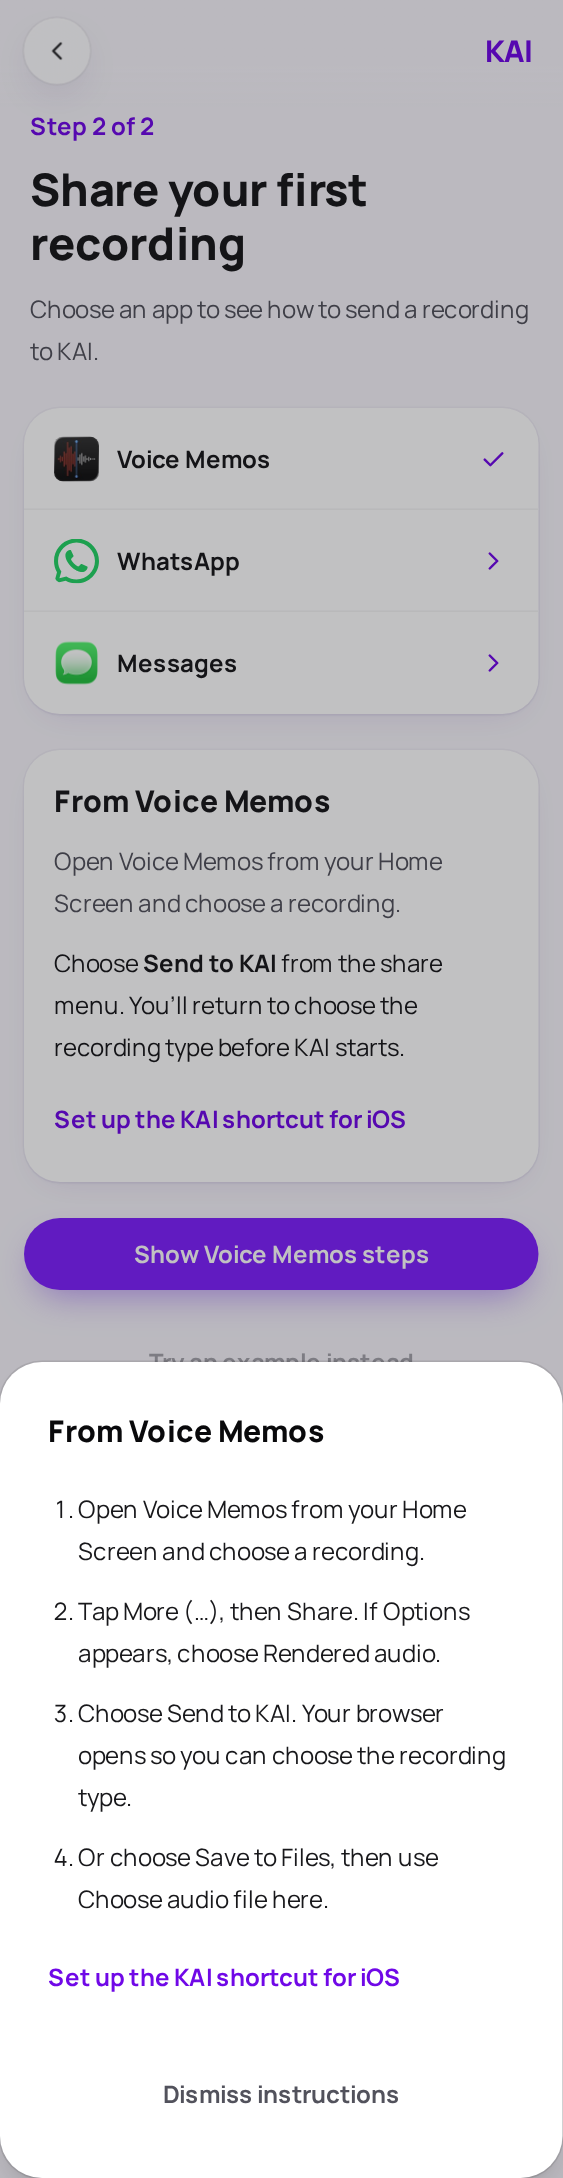 KAI
Step 2 of 2
Share your first
recording
Choose an app to see how to send a recording
to KAI.
Voice Memos
WhatsApp
Messages
From Voice Memos
Open Voice Memos from your Home
Screen and choose a recording.
Choose Send to KAI from the share
menu. You’ll return to choose the
recording type before KAI starts.
Set up the KAI shortcut for iOS
Show Voice Memos steps
Try an example instead
From Voice Memos
1. Open Voice Memos from your Home
Screen and choose a recording.
2. Tap More (…), then Share. If Options
appears, choose Rendered audio.
3. Choose Send to KAI. Your browser
opens so you can choose the recording
type.
4. Or choose Save to Files, then use
Choose audio file here.
Set up the KAI shortcut for iOS
Dismiss instructions